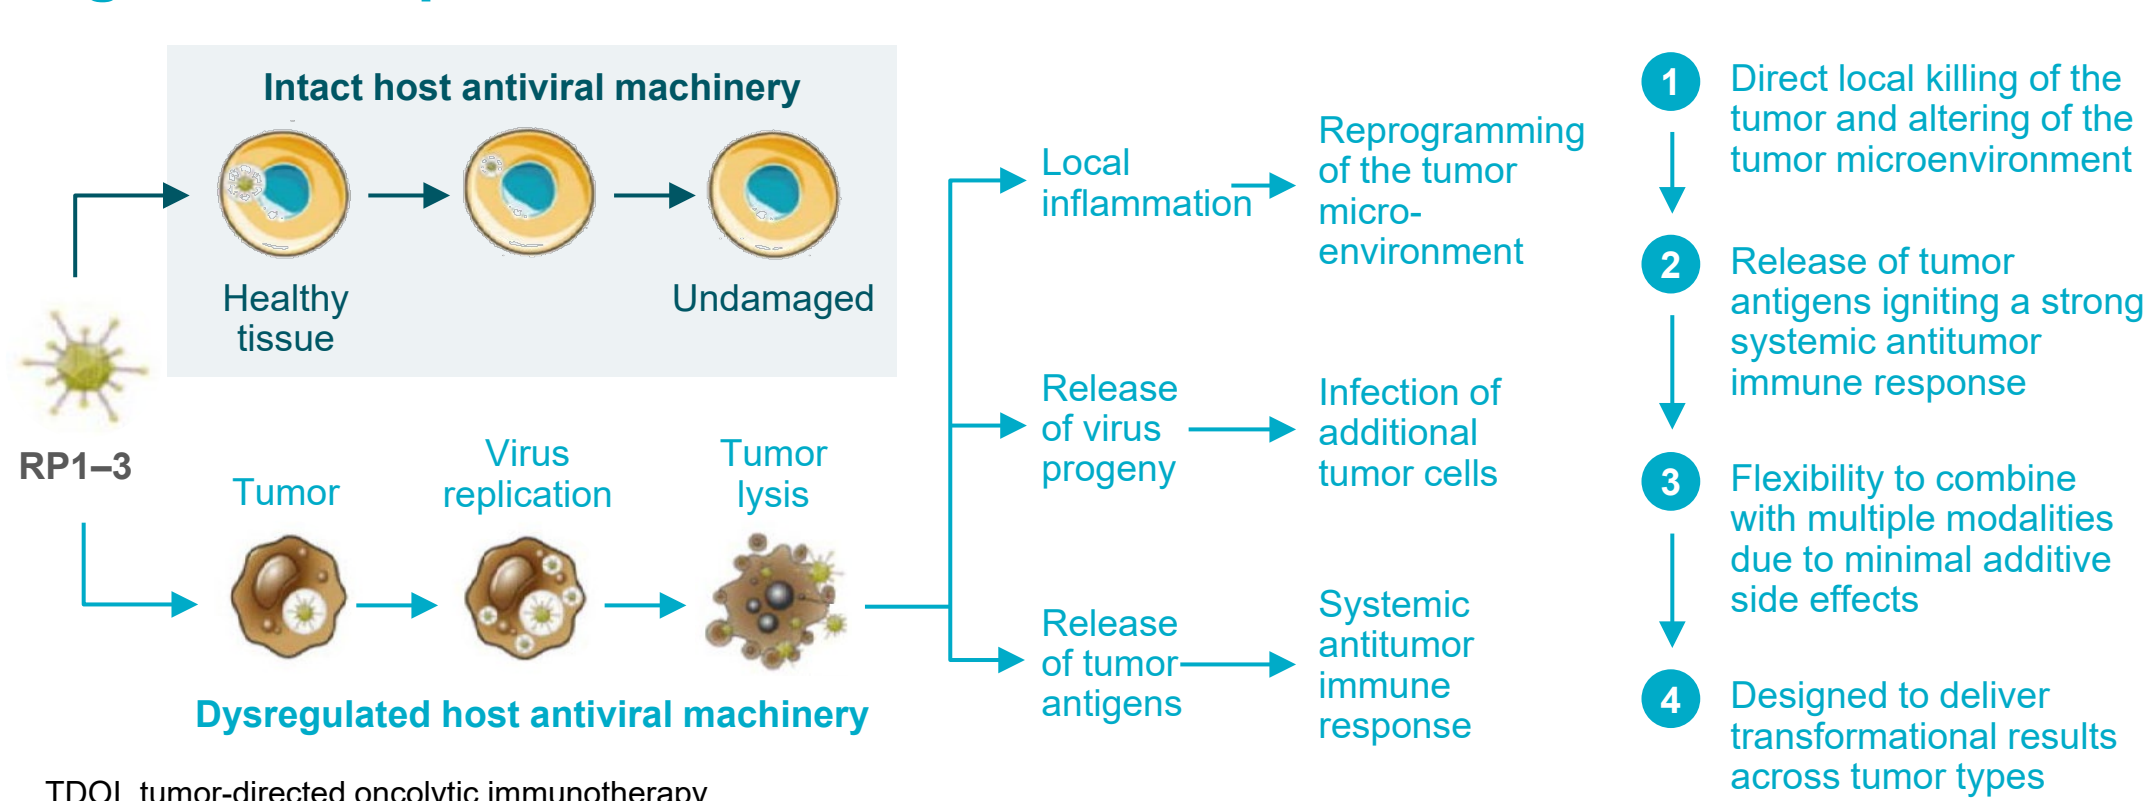 Intact host antiviral machinery
Healthy
tissue
Undamaged
RP1–3
Tumor
Virus
replication
Tumor
lysis
Dysregulated host antiviral machinery
Local
inflammation
Reprogramming
of the tumor
micro-
environment
Release
of virus
progeny
Infection of
additional
tumor cells
Release
of tumor
antigens
Systemic
antitumor
immune
response
1
Direct local killing of the
tumor and altering of the
tumor microenvironment
2
Release of tumor
antigens igniting a strong
systemic antitumor
immune response
3
Flexibility to combine
with multiple modalities
due to minimal additive
side effects
4
Designed to deliver
transformational results
across tumor types
TDOI, tumor-directed oncolytic immunotherapy